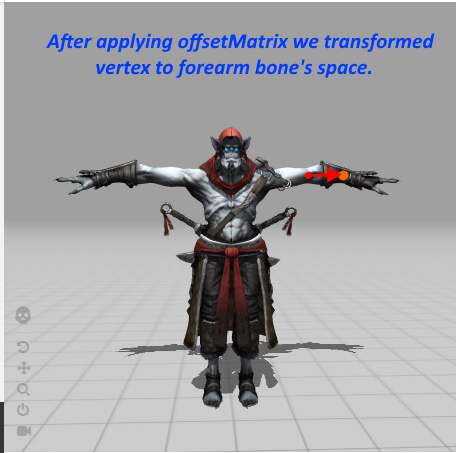 After applying offsetMatrix we transformed
vertex to forearm bone's space.